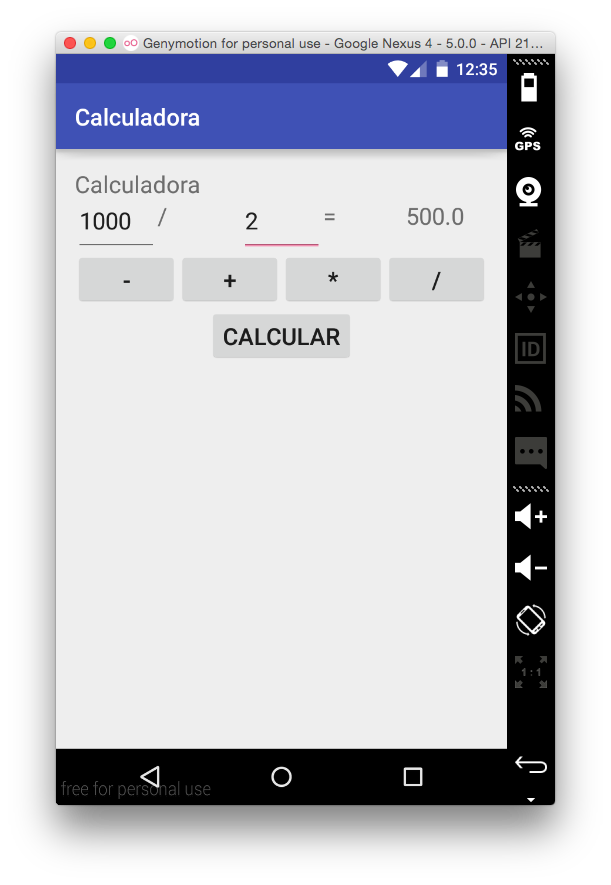 Genymotion for personal use - Google Nexus 4 - 5.0.0 - API 21...
12:35
Calculadora
GPS
Calculadora
1000 / 2 = 500.0
- + * /
CALCULAR
ID
1:1
free for personal use